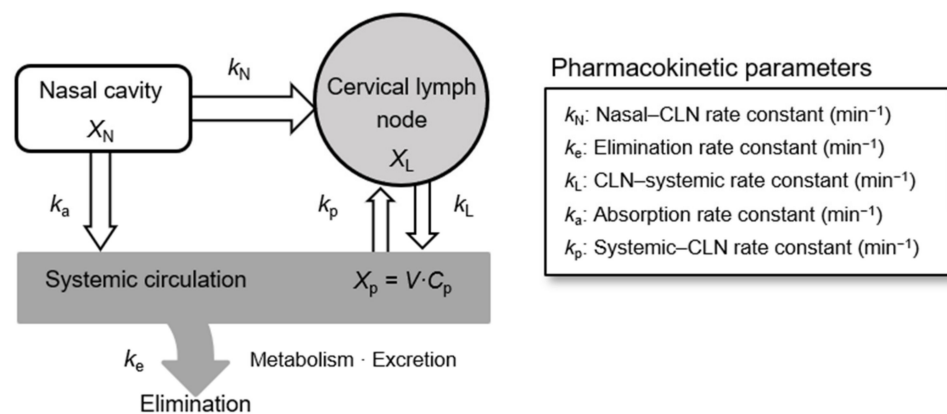 Nasal cavity
X_N
k_N
Cervical lymph
node
X_L
k_a
k_p
k_L
Systemic circulation
X_p = V·C_p
k_e
Metabolism · Excretion
Elimination
Pharmacokinetic parameters
k_N: Nasal–CLN rate constant (min⁻¹)
k_e: Elimination rate constant (min⁻¹)
k_L: CLN–systemic rate constant (min⁻¹)
k_a: Absorption rate constant (min⁻¹)
k_p: Systemic–CLN rate constant (min⁻¹)